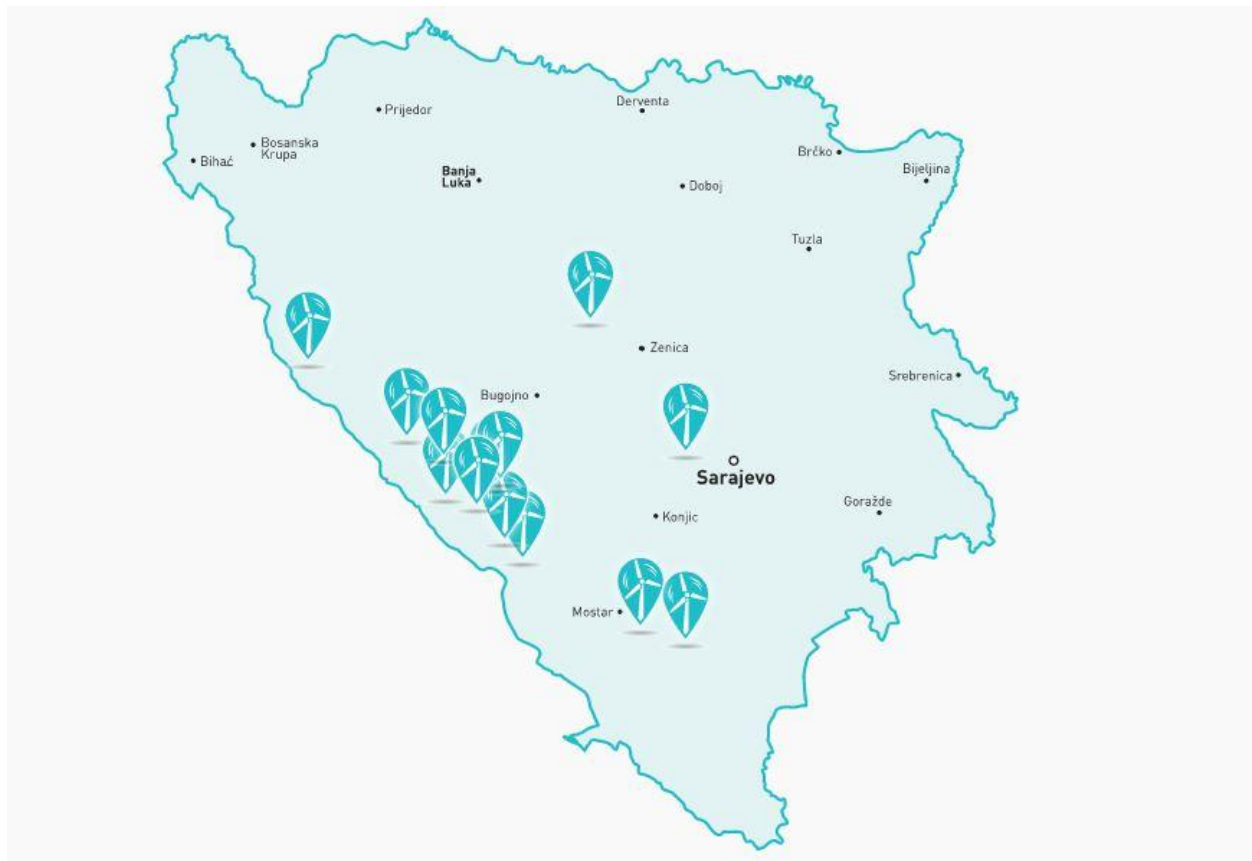 Derventa
Prijedor
Bosanska
Krupa
Bihać
Brčko
Bijeljina
Banja
Luka
Doboj
Tuzla
Zenica
Srebrenica
Bugojno
Sarajevo
Goražde
Konjic
Mostar